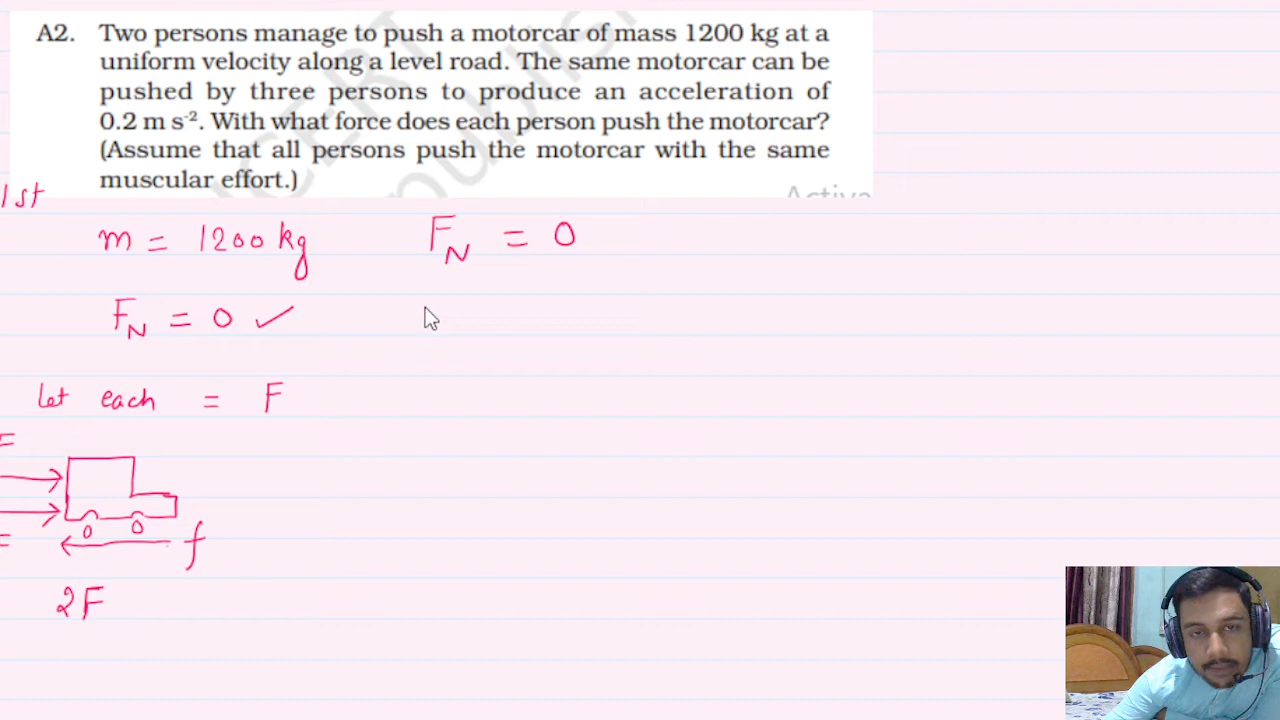 A2. Two persons manage to push a motorcar of mass 1200 kg at a
uniform velocity along a level road. The same motorcar can be
pushed by three persons to produce an acceleration of
0.2 m s⁻². With what force does each person push the motorcar?
(Assume that all persons push the motorcar with the same
muscular effort.)
1st
m = 1200 kg
F_N = 0
F_N = 0 ✓
let each = F
F
f
2F